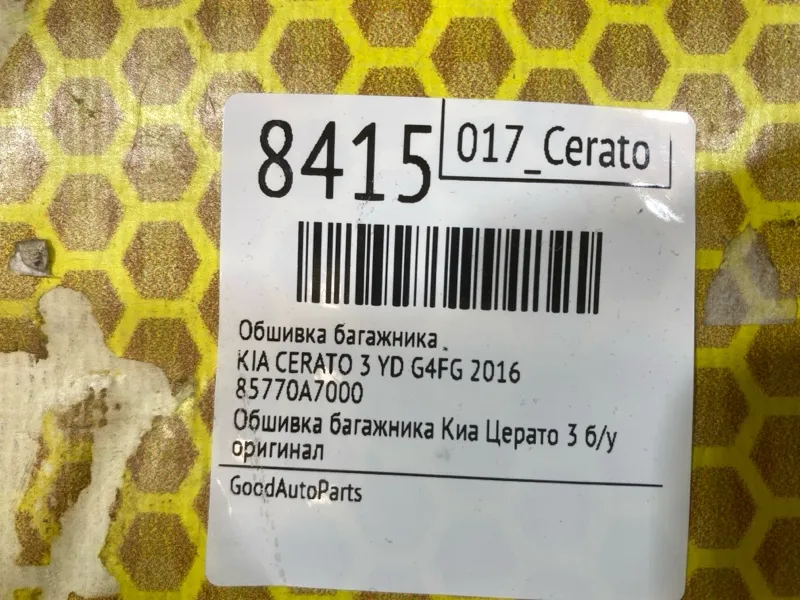 8415
017_Cerato
Обшивка багажника
KIA CERATO 3 YD G4FG 2016
85770A7000
Обшивка багажника Киа Церато 3 б/у
оригинал
GoodAutoParts